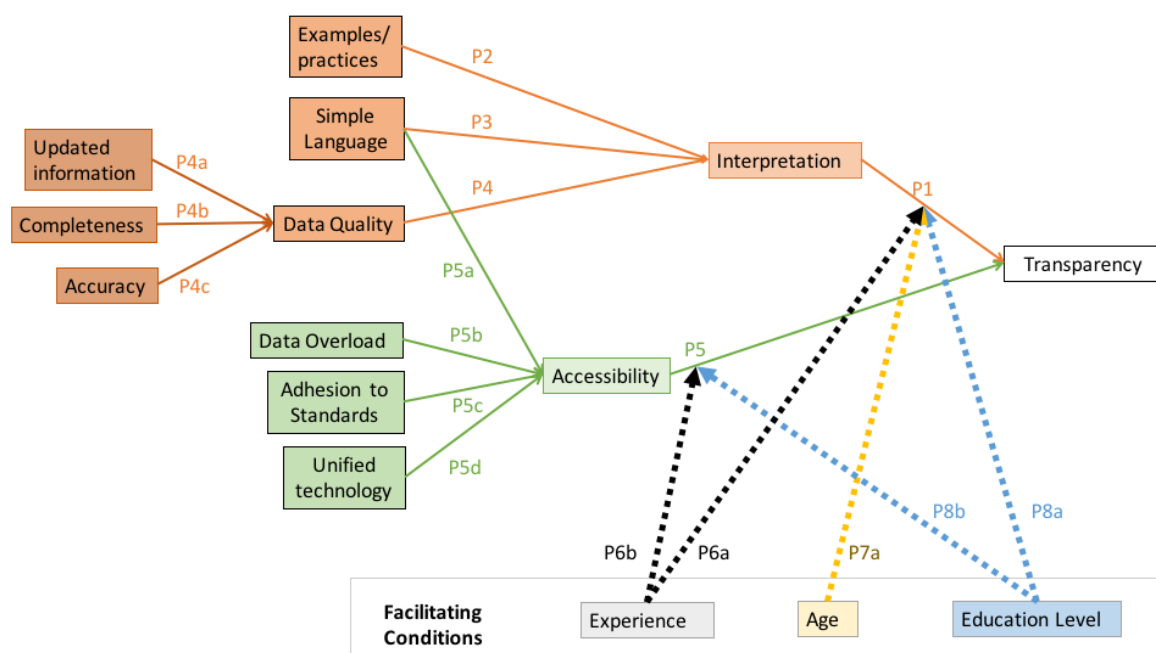 Examples/
practices
P2
Simple
Language
P3
Updated
information
P4a
Interpretation
P1
P4
Completeness
P4b
Data Quality
Accuracy
P4c
P5a
Transparency
Data Overload
P5b
P5
Accessibility
Adhesion to
Standards
P5c
Unified
technology
P5d
P8b
P8a
P6b
P6a
P7a
Facilitating
Conditions
Experience
Age
Education Level